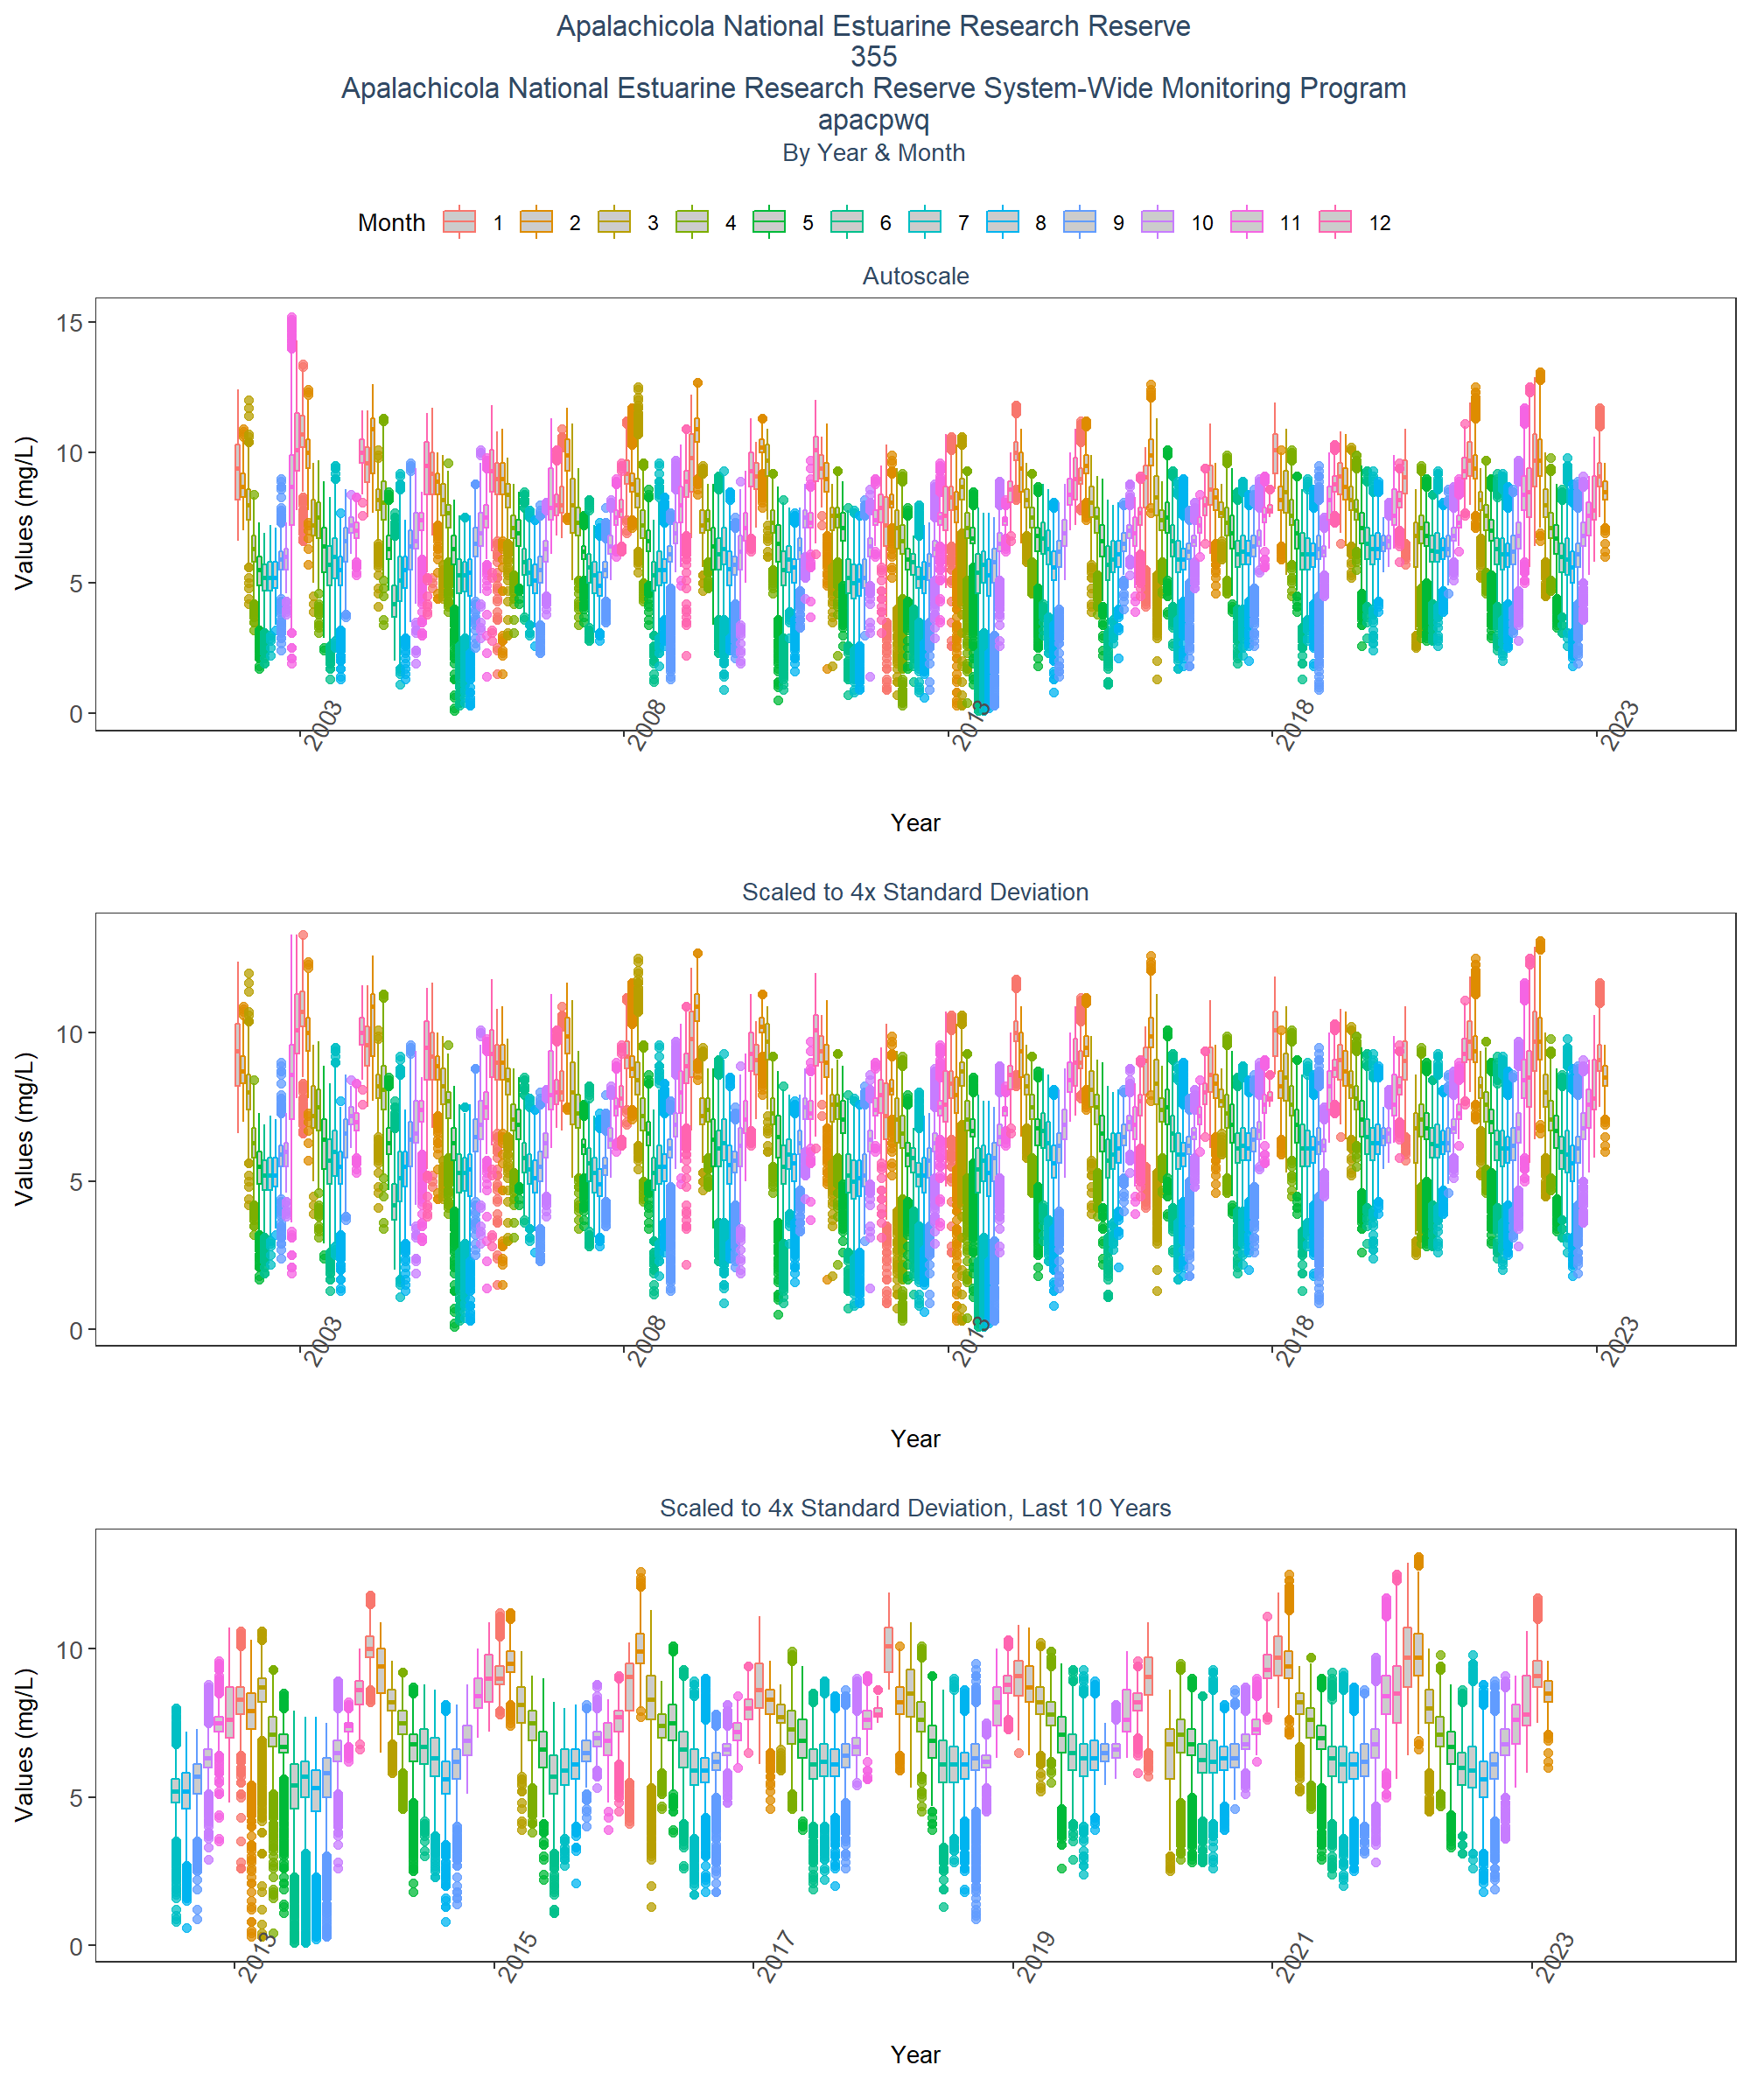 Apalachicola National Estuarine Research Reserve
355
Apalachicola National Estuarine Research Reserve System-Wide Monitoring Program
apacpwq
By Year & Month
Month 1 2 3 4 5 6 7 8 9 10 11 12
Autoscale
Values (mg/L)
15
10
5
0
2003 2008 2013 2018 2023
Year
Scaled to 4x Standard Deviation
Values (mg/L)
10
5
0
2003 2008 2013 2018 2023
Year
Scaled to 4x Standard Deviation, Last 10 Years
Values (mg/L)
10
5
0
2013 2015 2017 2019 2021 2023
Year